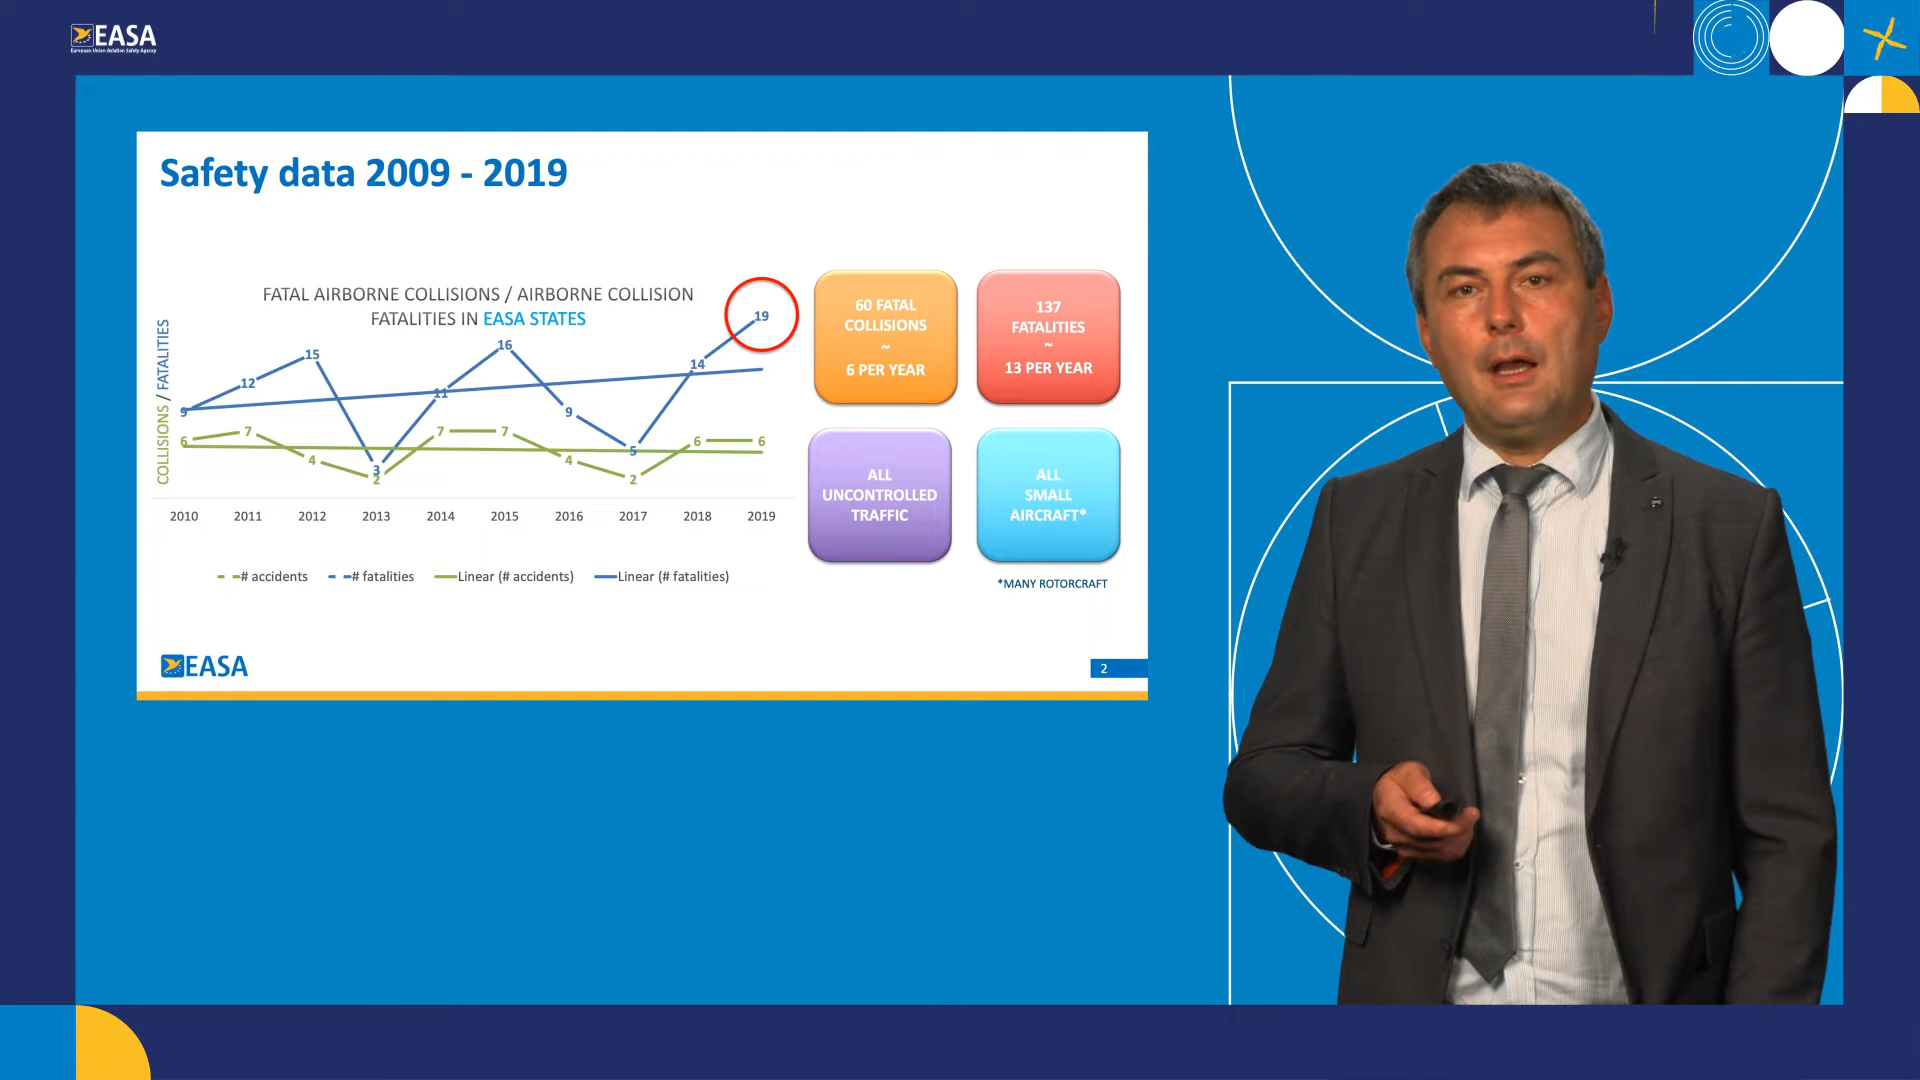 EASA
European Union Aviation Safety Agency
Safety data 2009 - 2019
FATAL AIRBORNE COLLISIONS / AIRBORNE COLLISION
FATALITIES IN EASA STATES
COLLISIONS / FATALITIES
9
12
15
3
11
16
9
5
14
19
6
7
4
2
7
7
4
2
6
6
2010 2011 2012 2013 2014 2015 2016 2017 2018 2019
# accidents # fatalities Linear (# accidents) Linear (# fatalities)
60 FATAL
COLLISIONS
~
6 PER YEAR
137
FATALITIES
~
13 PER YEAR
ALL
UNCONTROLLED
TRAFFIC
ALL
SMALL
AIRCRAFT*
*MANY ROTORCRAFT
EASA
2